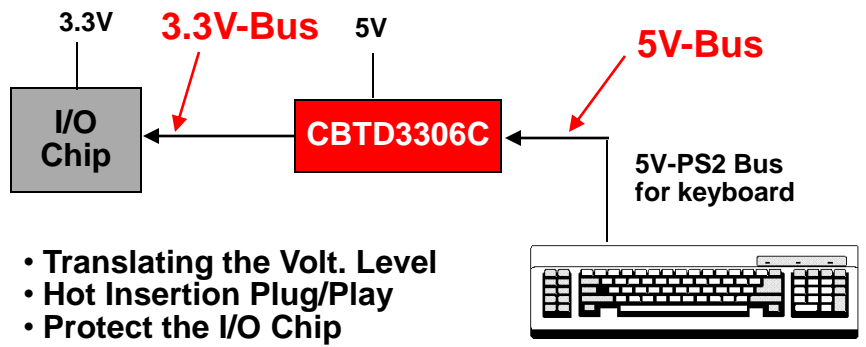 3.3V
3.3V-Bus
5V
5V-Bus
I/O
Chip
CBTD3306C
5V-PS2 Bus
for keyboard
• Translating the Volt. Level
• Hot Insertion Plug/Play
• Protect the I/O Chip